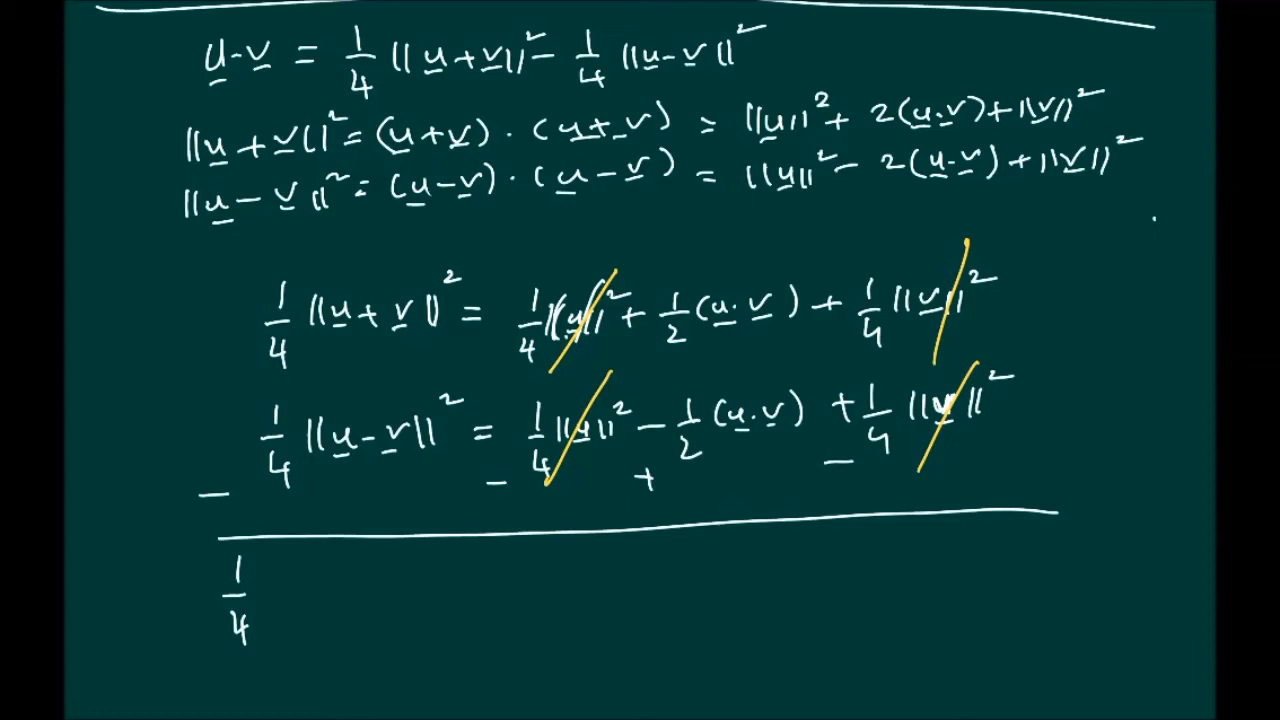 u·v = 1/4 ||u+v||² − 1/4 ||u−v||²
||u+v||² = (u+v)·(u+v) = ||u||² + 2(u·v) + ||v||²
||u−v||² = (u−v)·(u−v) = ||u||² − 2(u·v) + ||v||²
1/4 ||u+v||² = 1/4 ||u||² + 1/2 (u·v) + 1/4 ||v||²
1/4 ||u−v||² = 1/4 ||u||² − 1/2 (u·v) + 1/4 ||v||²
− − + −
1/4